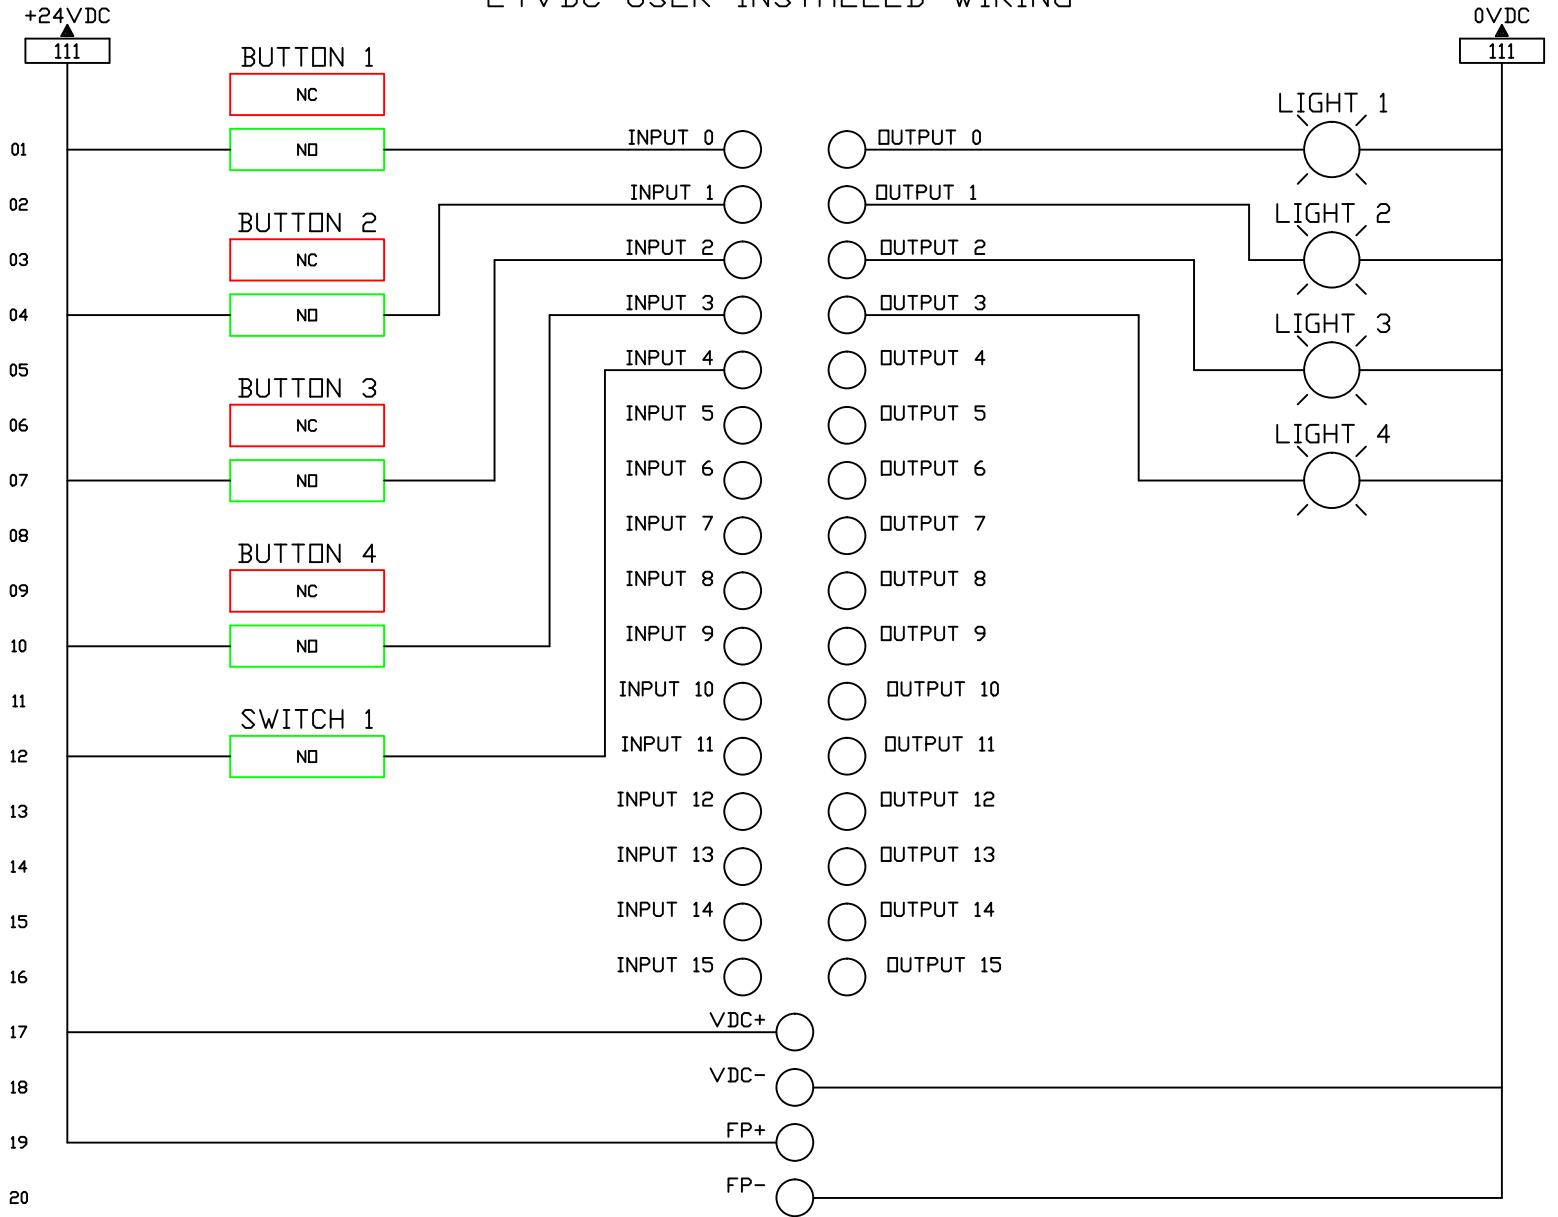 24VDC USER INSTALLED WIRING
+24VDC 0VDC
111 111
BUTTON 1
NC
LIGHT 1
INPUT 0 OUTPUT 0
01 NO
INPUT 1 OUTPUT 1
02
BUTTON 2 LIGHT 2
INPUT 2 OUTPUT 2
03 NC
INPUT 3 OUTPUT 3
04 NO
LIGHT 3
INPUT 4 OUTPUT 4
05
BUTTON 3
INPUT 5 OUTPUT 5
06 NC
LIGHT 4
INPUT 6 OUTPUT 6
07 NO
INPUT 7 OUTPUT 7
08
BUTTON 4
INPUT 8 OUTPUT 8
09 NC
INPUT 9 OUTPUT 9
10 NO
INPUT 10 OUTPUT 10
11
SWITCH 1
INPUT 11 OUTPUT 11
12 NO
INPUT 12 OUTPUT 12
13
INPUT 13 OUTPUT 13
14
INPUT 14 OUTPUT 14
15
INPUT 15 OUTPUT 15
16
VDC+
17
VDC-
18
FP+
19
FP-
20